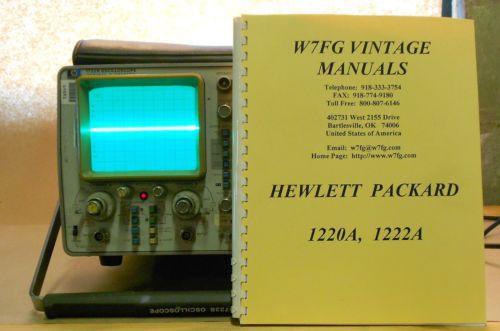 W7FG VINTAGE
MANUALS
Telephone: 918-333-3754
FAX: 918-774-9180
Toll Free: 800-807-6146
402731 West 2155 Drive
Bartlesville, OK 74006
United States of America
Email: w7fg@w7fg.com
Home Page: http://www.w7fg.com
HEWLETT PACKARD
1220A, 1222A
OSCILLOSCOPE